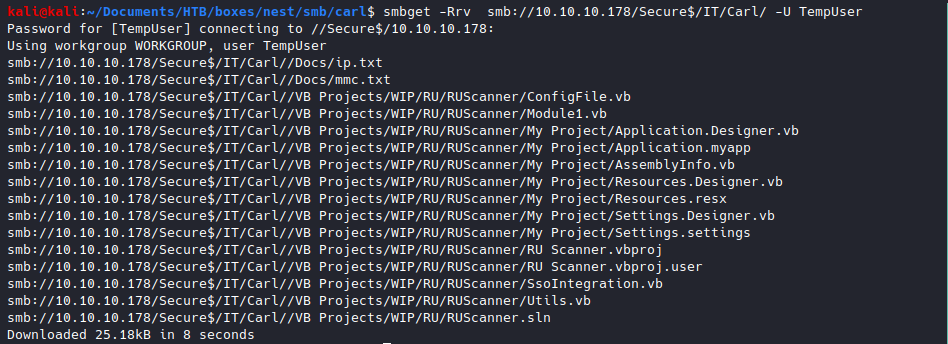 kali@kali:~/Documents/HTB/boxes/nest/smb/carl$ smbget -Rrv  smb://10.10.10.178/Secure$/IT/Carl/ -U TempUser
Password for [TempUser] connecting to //Secure$/10.10.10.178:
Using workgroup WORKGROUP, user TempUser
smb://10.10.10.178/Secure$/IT/Carl//Docs/ip.txt
smb://10.10.10.178/Secure$/IT/Carl//Docs/mmc.txt
smb://10.10.10.178/Secure$/IT/Carl//VB Projects/WIP/RU/RUScanner/ConfigFile.vb
smb://10.10.10.178/Secure$/IT/Carl//VB Projects/WIP/RU/RUScanner/Module1.vb
smb://10.10.10.178/Secure$/IT/Carl//VB Projects/WIP/RU/RUScanner/My Project/Application.Designer.vb
smb://10.10.10.178/Secure$/IT/Carl//VB Projects/WIP/RU/RUScanner/My Project/Application.myapp
smb://10.10.10.178/Secure$/IT/Carl//VB Projects/WIP/RU/RUScanner/My Project/AssemblyInfo.vb
smb://10.10.10.178/Secure$/IT/Carl//VB Projects/WIP/RU/RUScanner/My Project/Resources.Designer.vb
smb://10.10.10.178/Secure$/IT/Carl//VB Projects/WIP/RU/RUScanner/My Project/Resources.resx
smb://10.10.10.178/Secure$/IT/Carl//VB Projects/WIP/RU/RUScanner/My Project/Settings.Designer.vb
smb://10.10.10.178/Secure$/IT/Carl//VB Projects/WIP/RU/RUScanner/My Project/Settings.settings
smb://10.10.10.178/Secure$/IT/Carl//VB Projects/WIP/RU/RUScanner/RU Scanner.vbproj
smb://10.10.10.178/Secure$/IT/Carl//VB Projects/WIP/RU/RUScanner/RU Scanner.vbproj.user
smb://10.10.10.178/Secure$/IT/Carl//VB Projects/WIP/RU/RUScanner/SsoIntegration.vb
smb://10.10.10.178/Secure$/IT/Carl//VB Projects/WIP/RU/RUScanner/Utils.vb
smb://10.10.10.178/Secure$/IT/Carl//VB Projects/WIP/RU/RUScanner.sln
Downloaded 25.18kB in 8 seconds